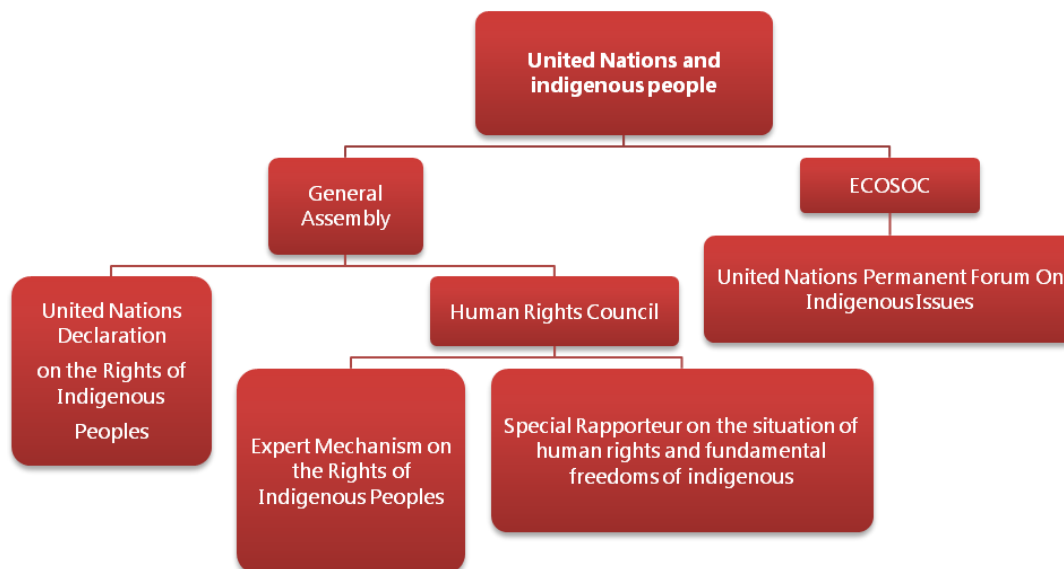 United Nations and
indigenous people
General
Assembly
ECOSOC
United Nations
Declaration
on the Rights of
Indigenous
Peoples
Human Rights Council
United Nations Permanent Forum On
Indigenous Issues
Expert Mechanism on
the Rights of
Indigenous Peoples
Special Rapporteur on the situation of
human rights and fundamental
freedoms of indigenous